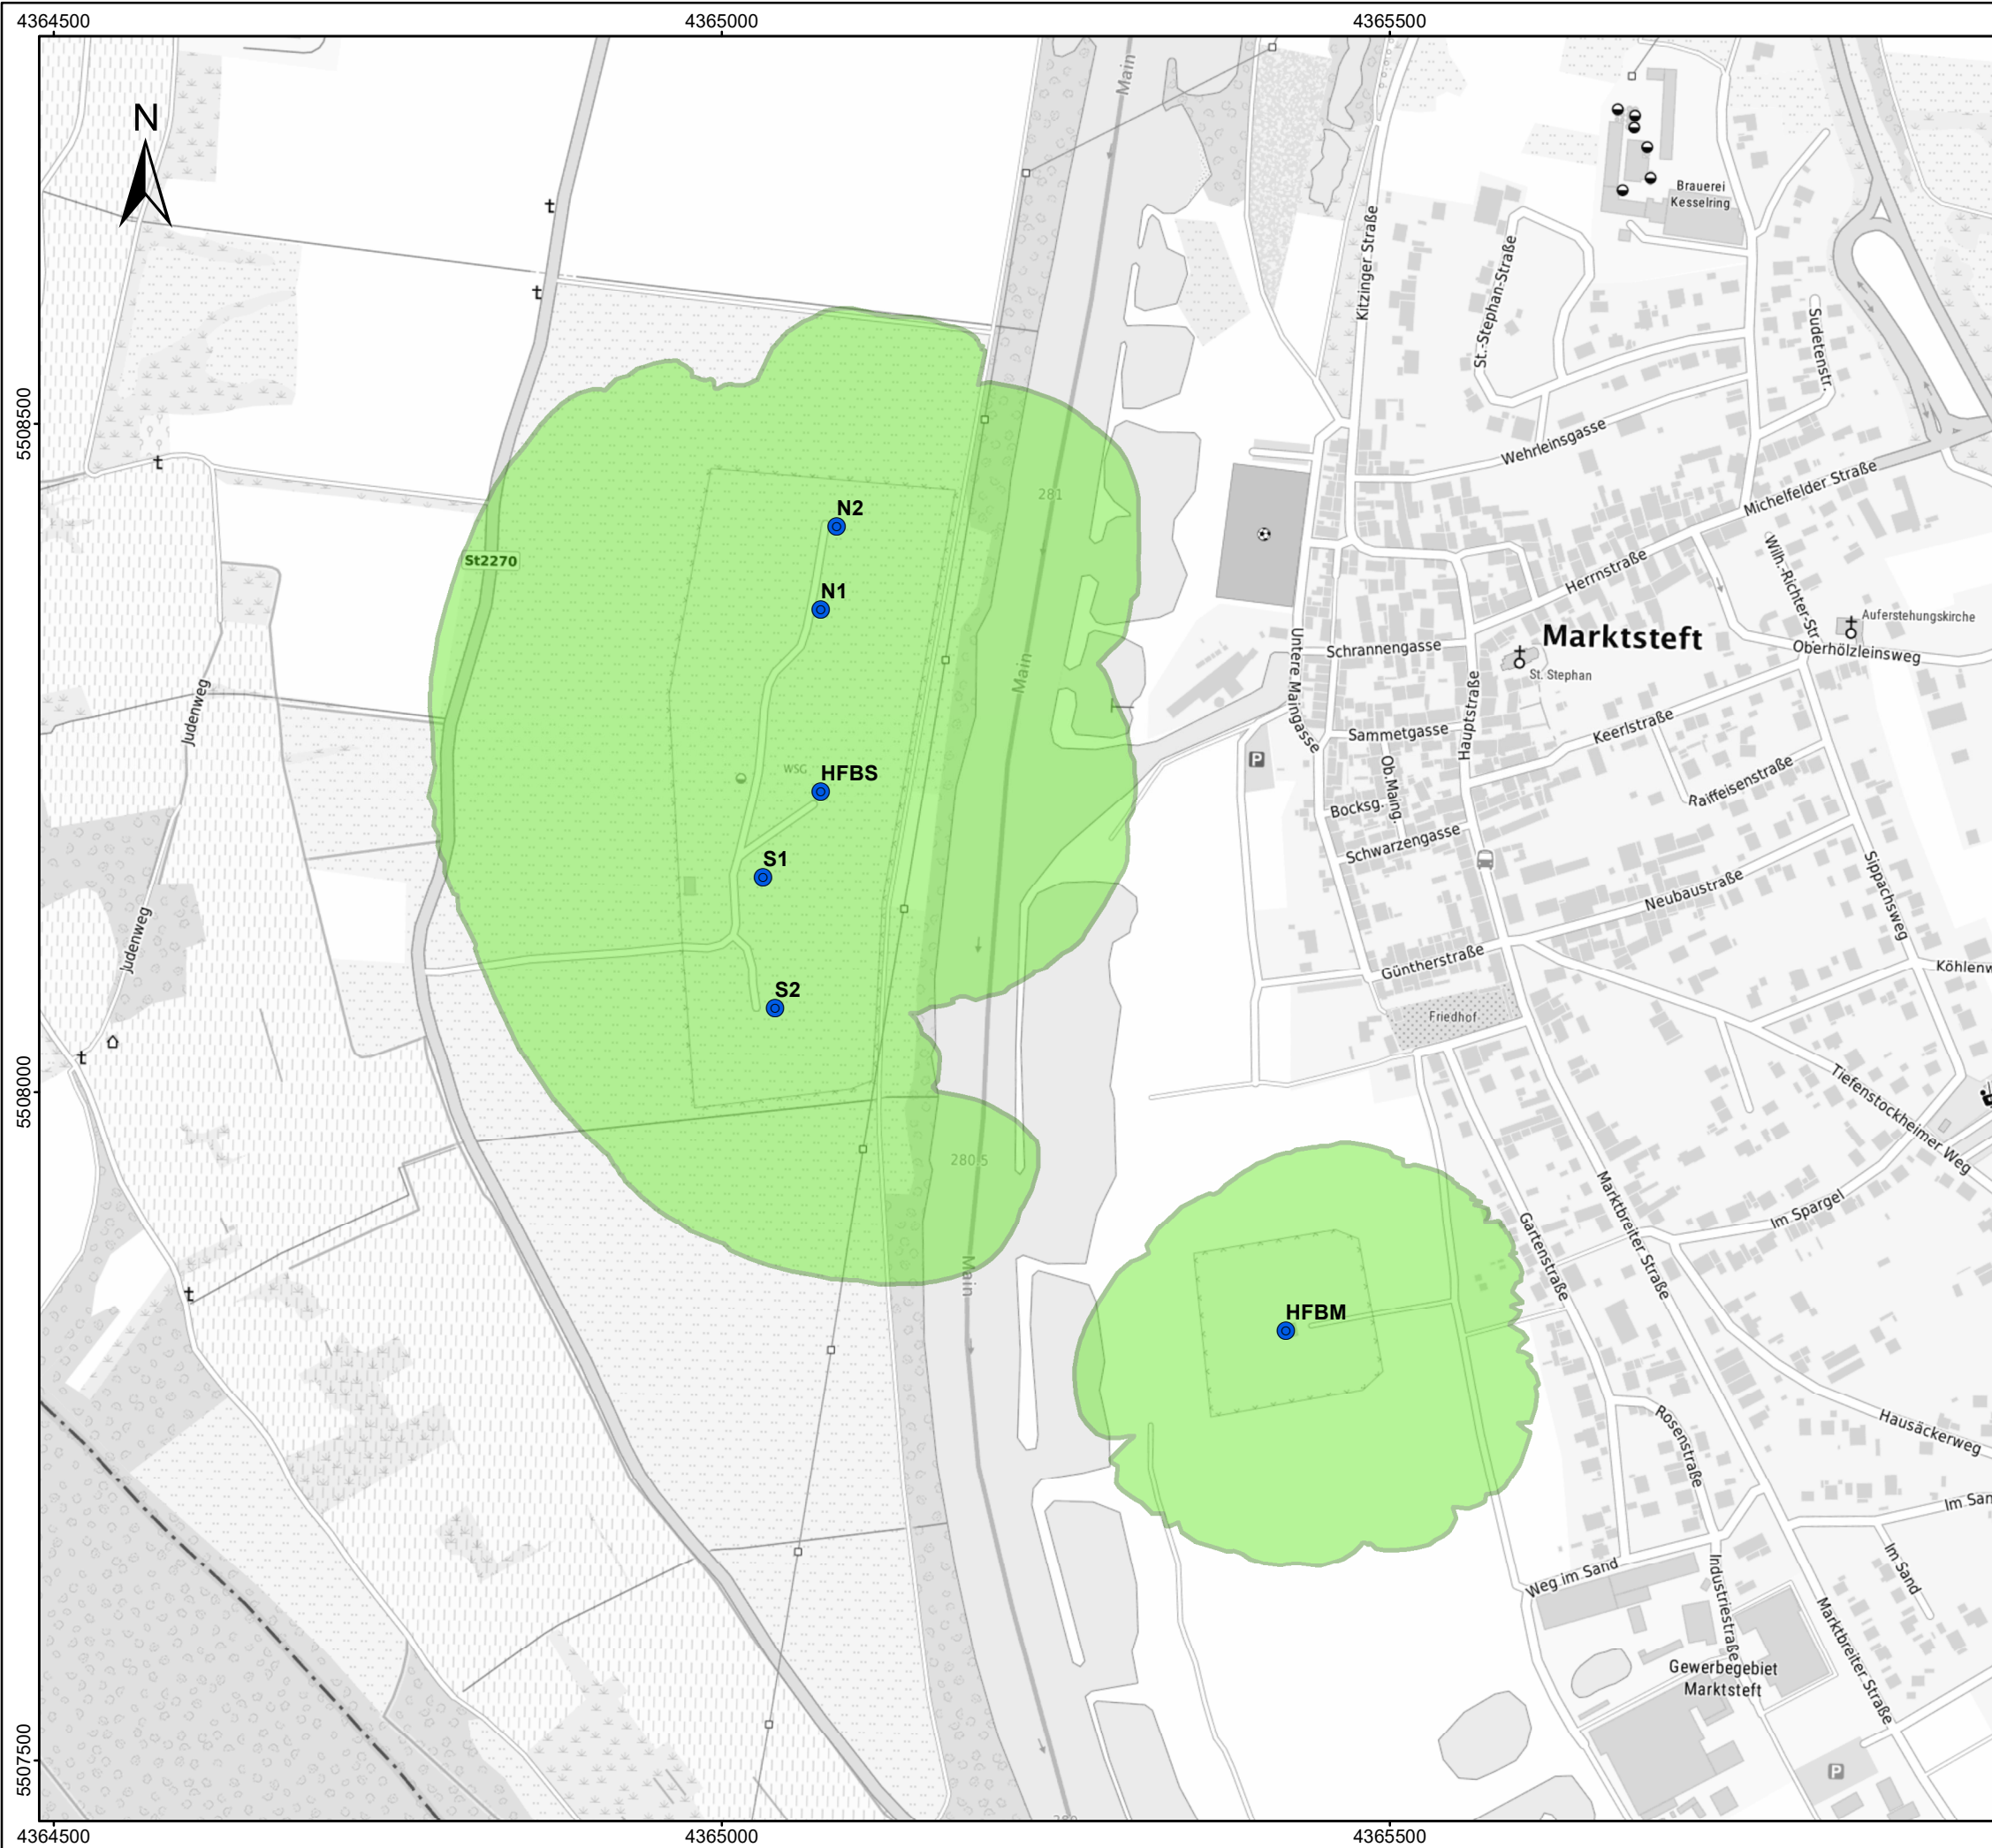 4364500
4365000
4365500
N
Main
Brauerei
Kesselring
Kitzinger Straße
St.-Stephan-Straße
Sudetenstr.
5508500
Wehrleinsgasse
Michelfelder Straße
N2
281
St2270
N1
Herrnstraße
Wilh.-Richter-Str.
Auferstehungskirche
Marktsteft
Oberhölzleinsweg
Schrannengasse
St. Stephan
Main
Untere Maingasse
Hauptstraße
Judenweg
Sammetgasse
Keerlstraße
WSG
HFBS
P
Ob.Maing.
Raiffeisenstraße
Bocksg.
Schwarzengasse
S1
Sippachsweg
Neubaustraße
Judenweg
Güntherstraße
Köhlenw
S2
Friedhof
5508000
Tiefenstockheimer Weg
280.5
Marktbreiter Straße
Im Spargel
Gartenstraße
Main
HFBM
Rosenstraße
Hausäckerweg
Im San
Im Sand
Weg im Sand
Industriestraße
Marktbreiter Straße
Gewerbegebiet
Marktsteft
5507500
P
4364500
4365000
4365500